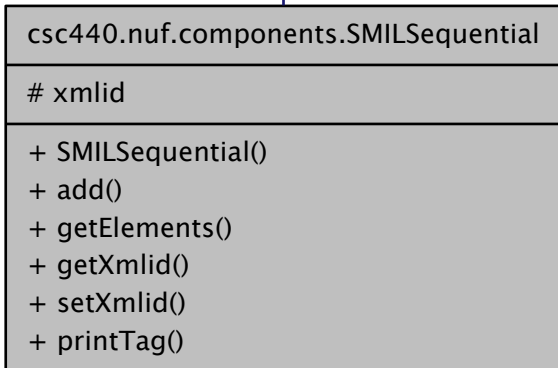 csc440.nuf.components.SMILSequential
# xmlid
+ SMILSequential()
+ add()
+ getElements()
+ getXmlid()
+ setXmlid()
+ printTag()